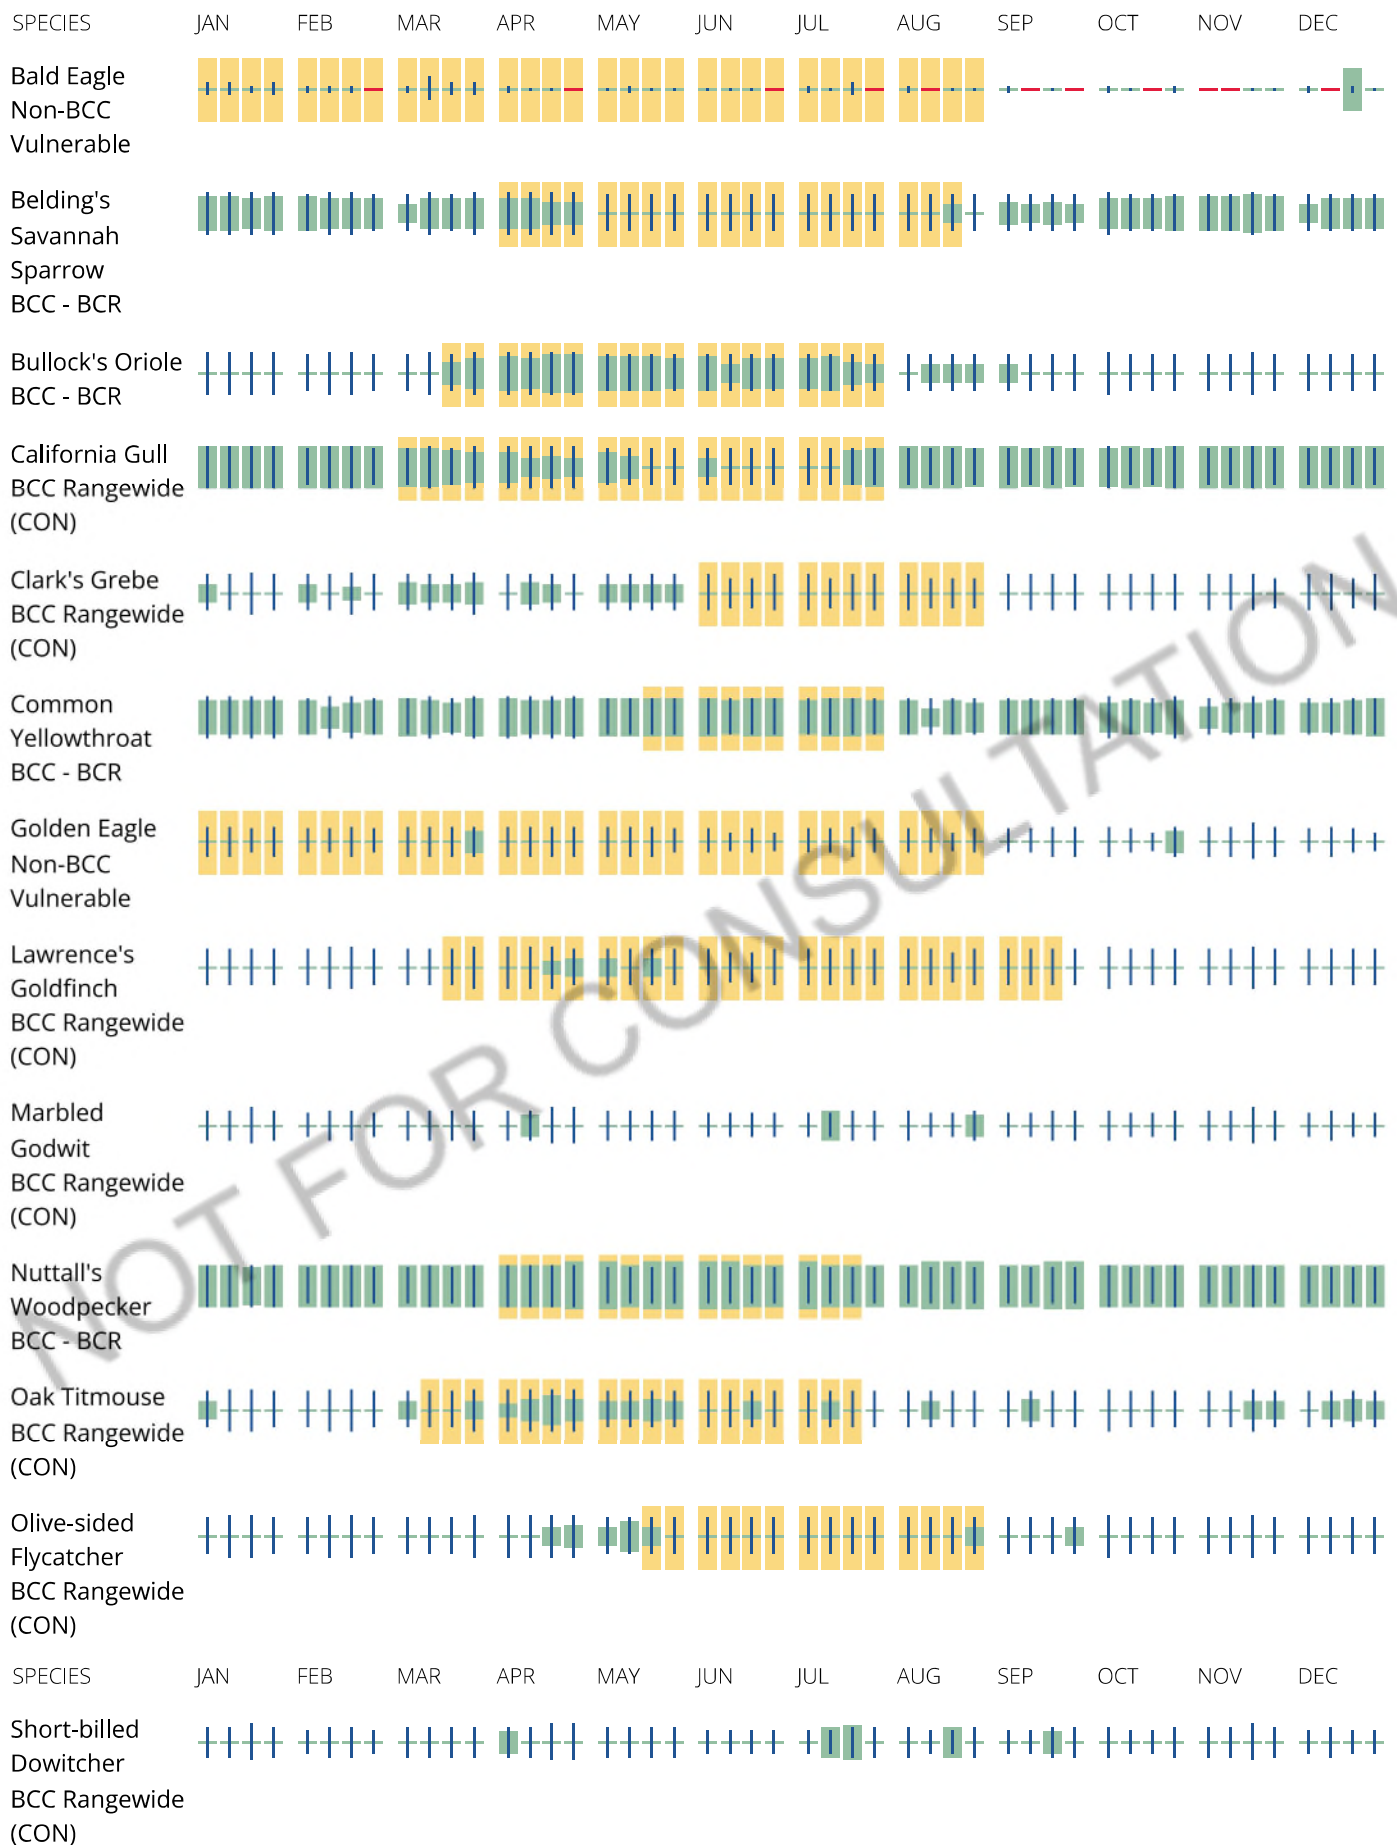 SPECIES JAN FEB MAR APR MAY JUN JUL AUG SEP OCT NOV DEC
Bald Eagle
Non-BCC
Vulnerable
Belding's
Savannah
Sparrow
BCC - BCR
Bullock's Oriole
BCC - BCR
California Gull
BCC Rangewide
(CON)
Clark's Grebe
BCC Rangewide
(CON)
Common
Yellowthroat
BCC - BCR
Golden Eagle
Non-BCC
Vulnerable
Lawrence's
Goldfinch
BCC Rangewide
(CON)
Marbled
Godwit
BCC Rangewide
(CON)
Nuttall's
Woodpecker
BCC - BCR
Oak Titmouse
BCC Rangewide
(CON)
Olive-sided
Flycatcher
BCC Rangewide
(CON)
SPECIES JAN FEB MAR APR MAY JUN JUL AUG SEP OCT NOV DEC
Short-billed
Dowitcher
BCC Rangewide
(CON)
NOT FOR CONSULTATION